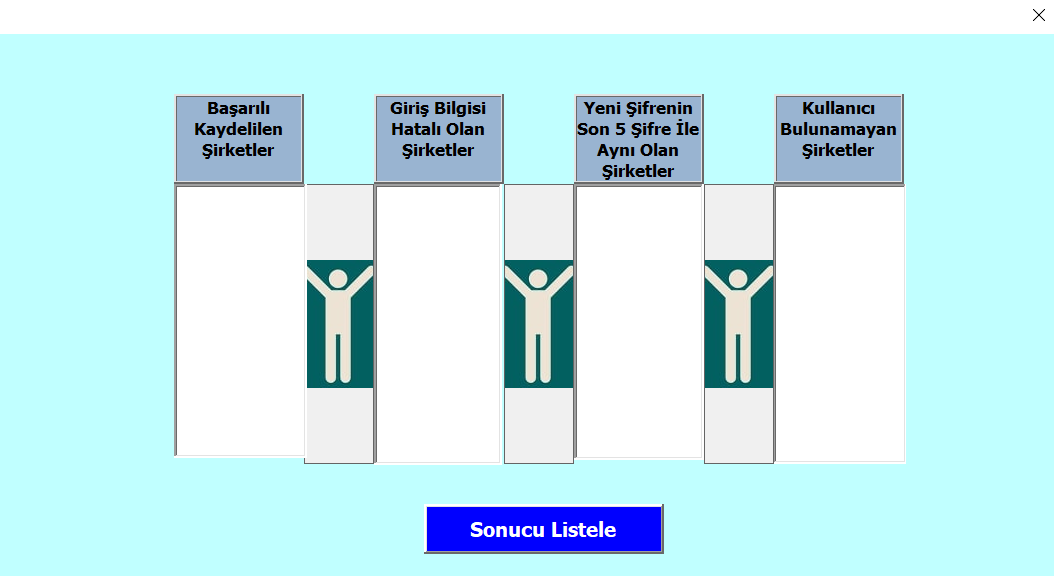 Başarılı
Kaydelilen
Şirketler
Giriş Bilgisi
Hatalı Olan
Şirketler
Yeni Şifrenin
Son 5 Şifre İle
Aynı Olan
Şirketler
Kullanıcı
Bulunamayan
Şirketler
Sonucu Listele